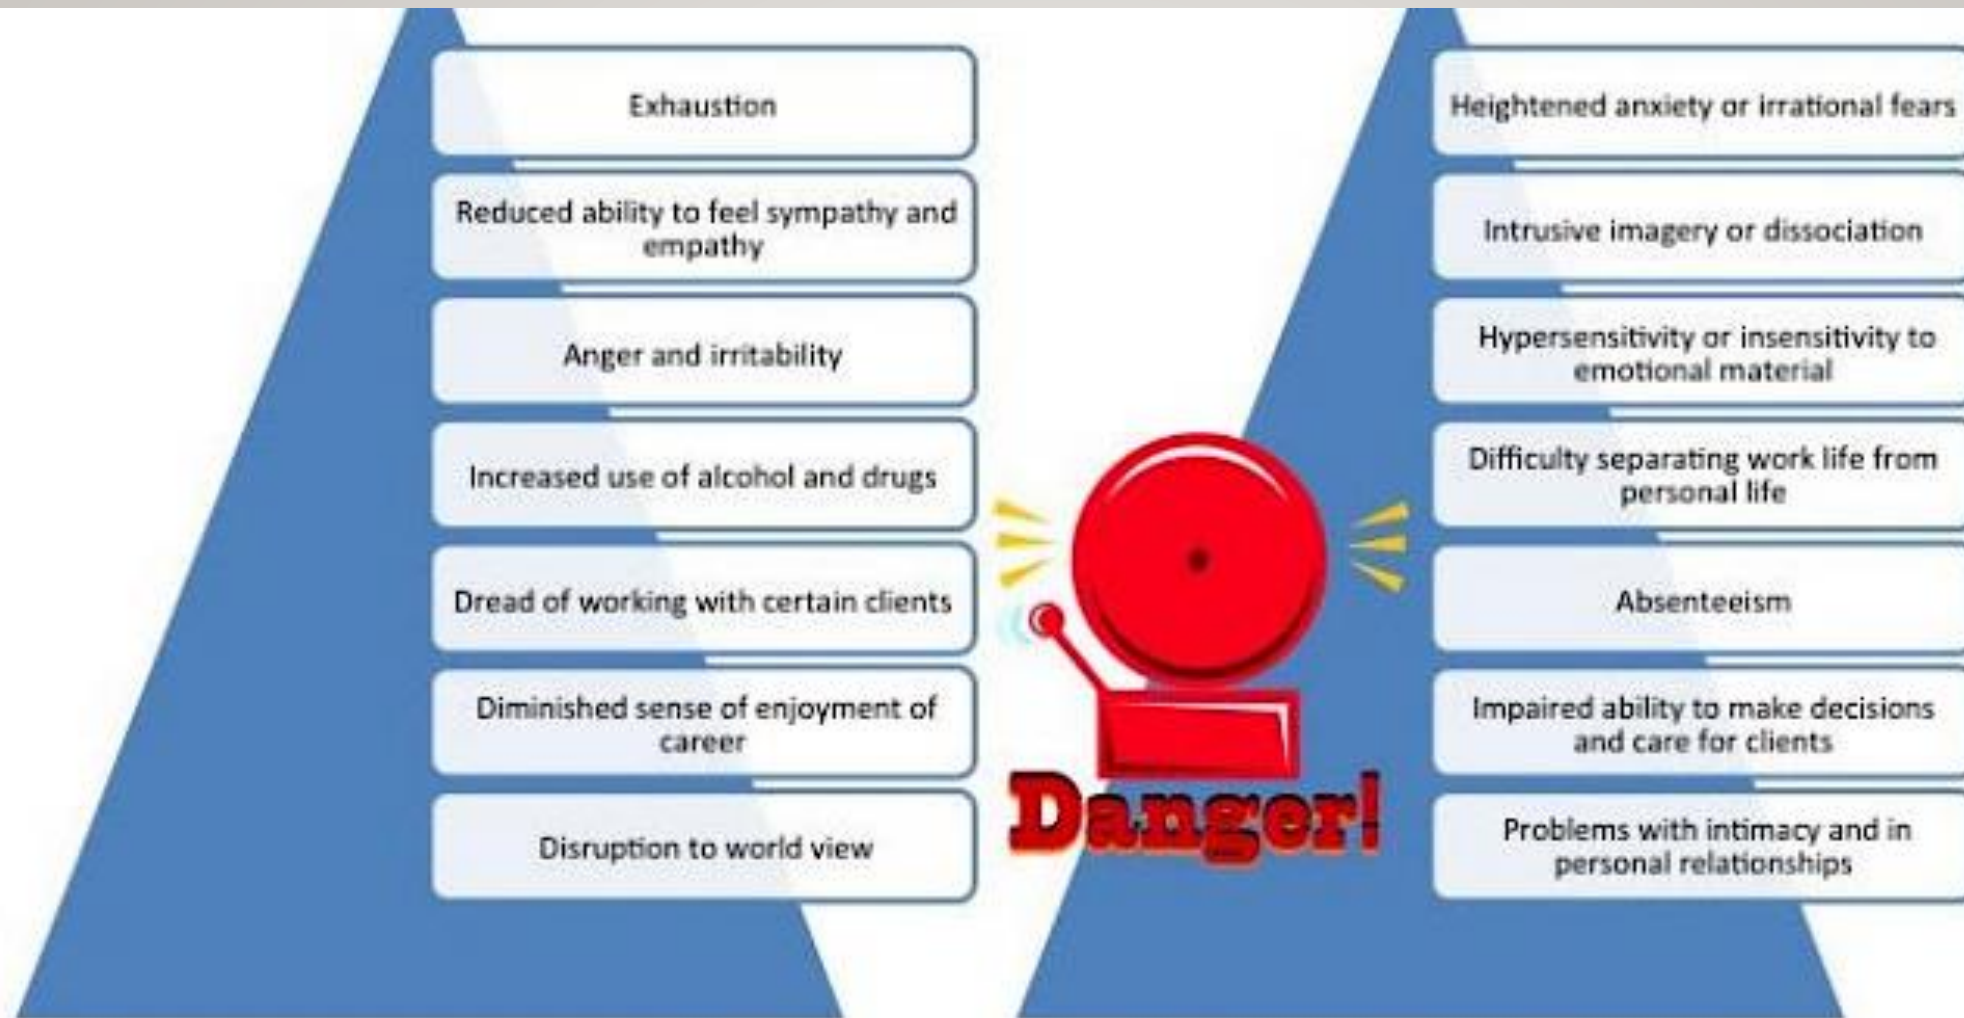 Exhaustion
Reduced ability to feel sympathy and
empathy
Anger and irritability
Increased use of alcohol and drugs
Dread of working with certain clients
Diminished sense of enjoyment of
career
Disruption to world view
Danger!
Heightened anxiety or irrational fears
Intrusive imagery or dissociation
Hypersensitivity or insensitivity to
emotional material
Difficulty separating work life from
personal life
Absenteeism
Impaired ability to make decisions
and care for clients
Problems with intimacy and in
personal relationships